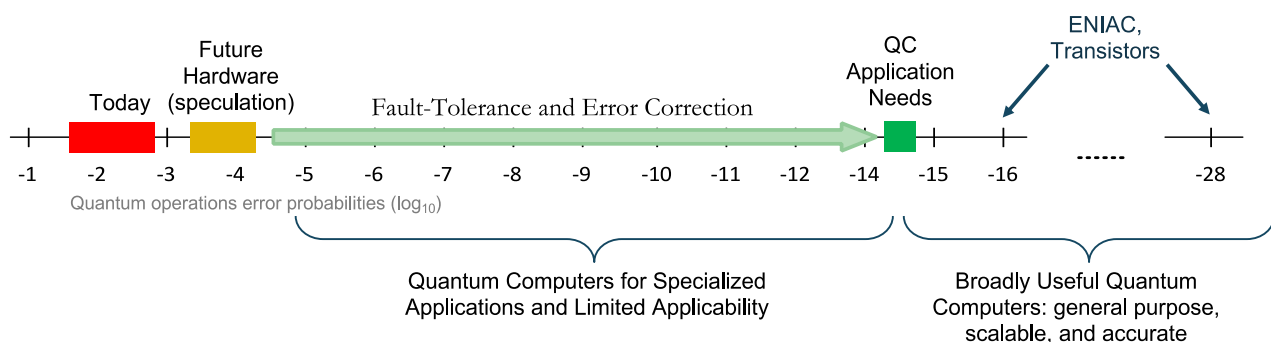 Today
Future
Hardware
(speculation)
Fault-Tolerance and Error Correction
QC
Application
Needs
ENIAC,
Transistors
-1 -2 -3 -4 -5 -6 -7 -8 -9 -10 -11 -12 -14 -15 -16 ...... -28
Quantum operations error probabilities (log10)
Quantum Computers for Specialized
Applications and Limited Applicability
Broadly Useful Quantum
Computers: general purpose,
scalable, and accurate